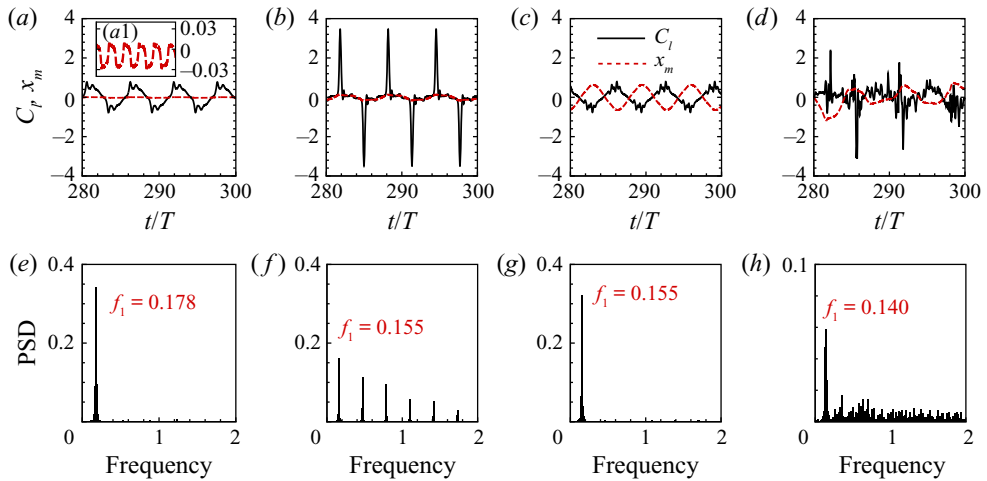 (a) (b) (c) (d)
4 4 4 4
(a1) 0.03
0
−0.03
C_l
x_m
2 2 2 2
C_l, x_m
0 0 0 0
−2 −2 −2 −2
−4 −4 −4 −4
280 290 300 280 290 300 280 290 300 280 290 300
t/T t/T t/T t/T
(e) (f) (g) (h)
0.4 0.4 0.4 0.1
f_1 = 0.178
f_1 = 0.155
f_1 = 0.155
f_1 = 0.140
0.2 0.2 0.2
PSD
0 1 2 0 1 2 0 1 2 0 1 2
Frequency Frequency Frequency Frequency